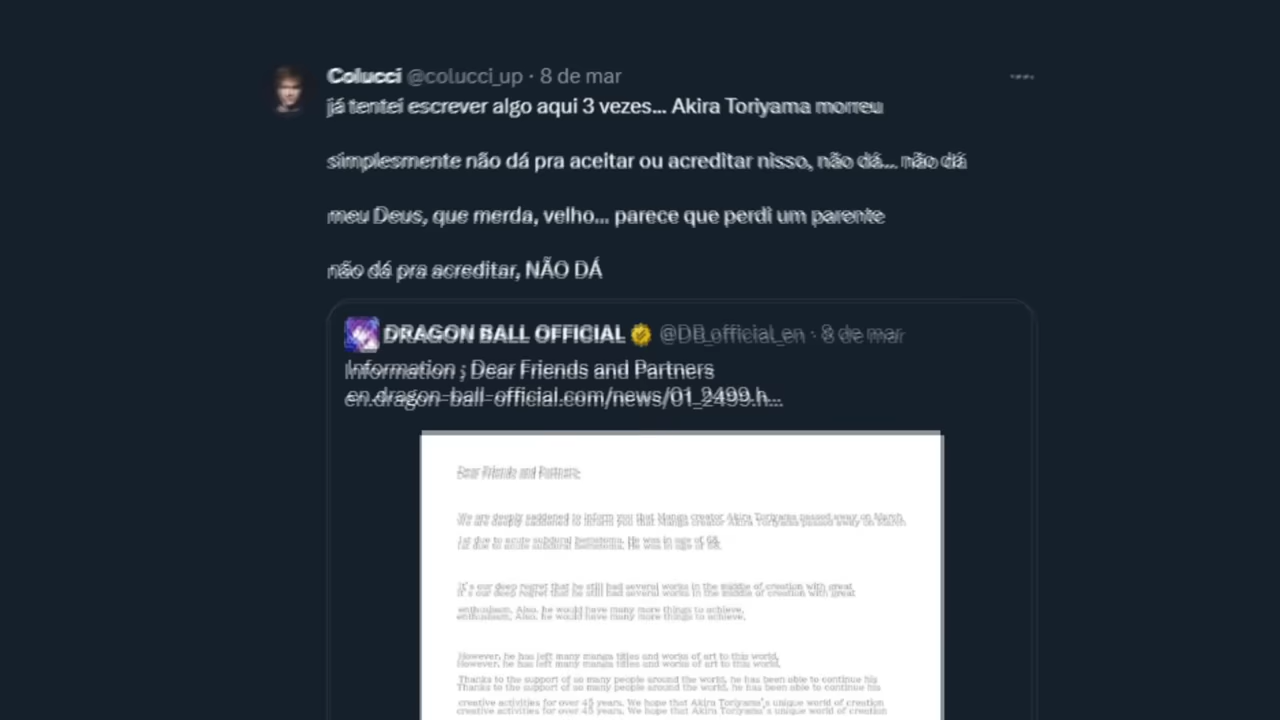 Colucci @colucci_up · 8 de mar
já tentei escrever algo aqui 3 vezes... Akira Toriyama morreu
simplesmente não dá pra aceitar ou acreditar nisso, não dá... não dá
meu Deus, que merda, velho... parece que perdi um parente
não dá pra acreditar, NÃO DÁ
DRAGON BALL OFFICIAL @DB_official_en · 8 de mar
Information ; Dear Friends and Partners
en.dragon-ball-official.com/news/01_2499.h...
Dear Friends and Partners,
We are deeply saddened to inform you that Manga creator Akira Toriyama passed away on March
1st due to acute subdural hematoma. He was in age of 68.
It's our deep regret that he still had several works in the middle of creation with great
enthusiasm. Also, he would have many more things to achieve.
However, he has left many manga titles and works of art to this world.
Thanks to the support of so many people around the world, he has been able to continue his
creative activities for over 45 years. We hope that Akira Toriyama's unique world of creation